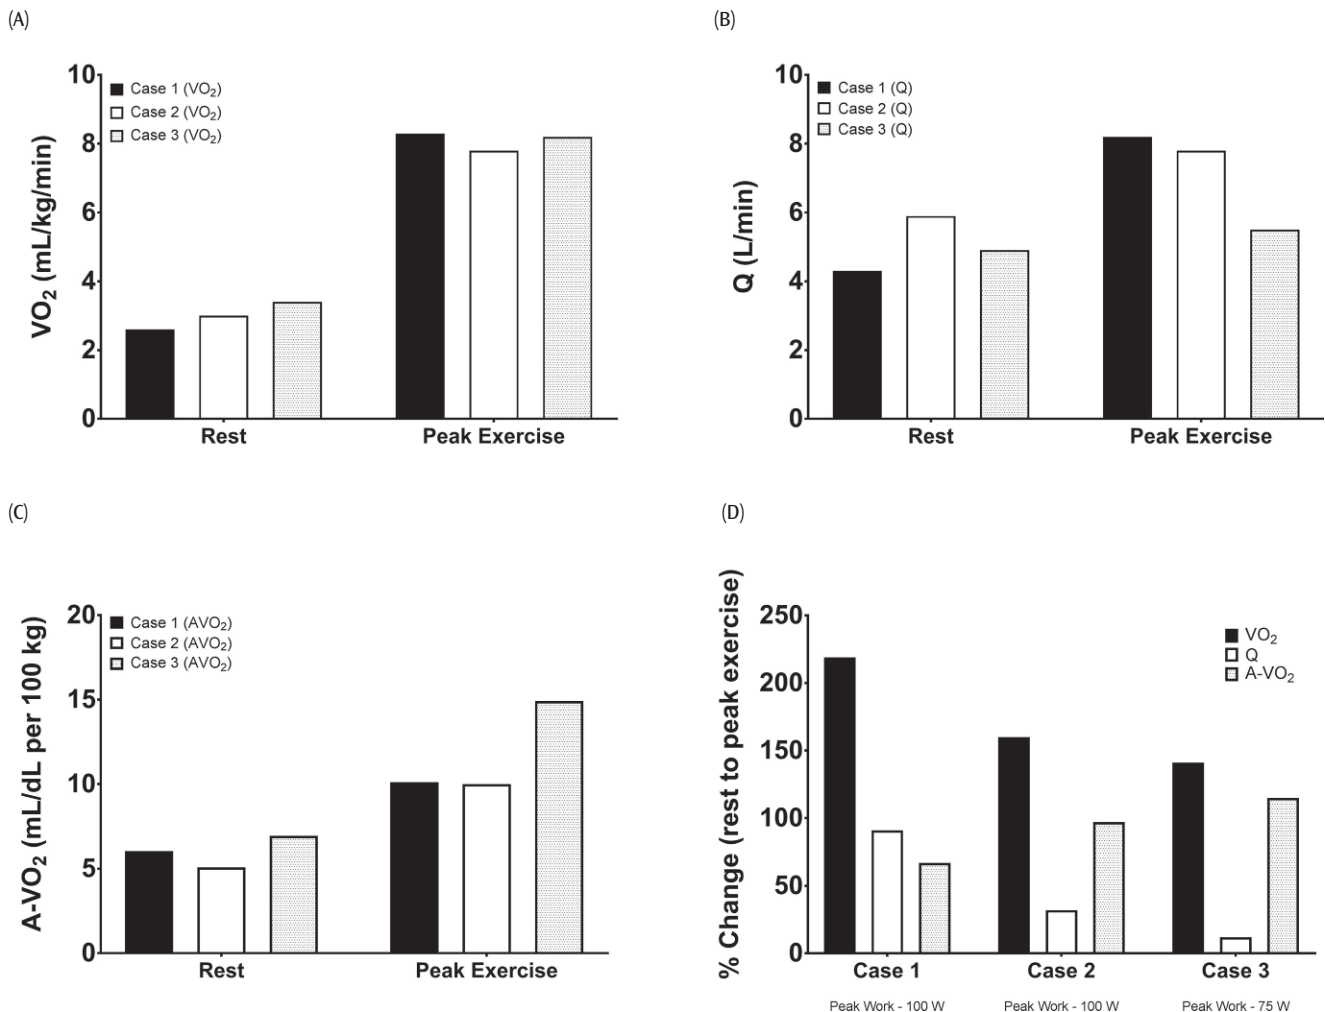 (A)
VO₂ (mL/kg/min)
10
8
6
4
2
0
Case 1 (VO₂)
Case 2 (VO₂)
Case 3 (VO₂)
Rest
Peak Exercise
(B)
Q (L/min)
10
8
6
4
2
0
Case 1 (Q)
Case 2 (Q)
Case 3 (Q)
Rest
Peak Exercise
(C)
A-VO₂ (mL/dL per 100 kg)
20
15
10
5
0
Case 1 (AVO₂)
Case 2 (AVO₂)
Case 3 (AVO₂)
Rest
Peak Exercise
(D)
% Change (rest to peak exercise)
250
200
150
100
50
0
VO₂
Q
A-VO₂
Case 1
Case 2
Case 3
Peak Work - 100 W
Peak Work - 100 W
Peak Work - 75 W